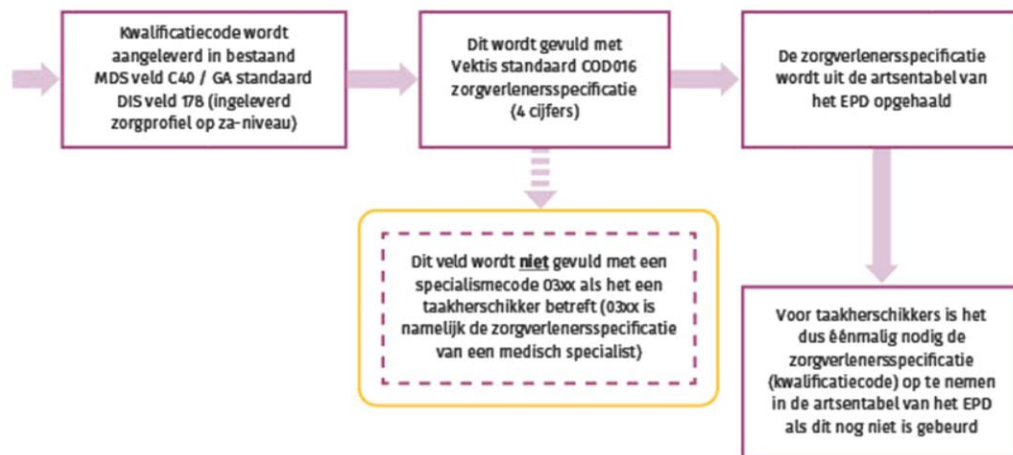 Kwalificatiecode wordt
aangeleverd in bestaand
MDS veld C40 / GA standaard
DIS veld 178 (ingeleverd
zorgprofiel op za-niveau)
Dit wordt gevuld met
Vektis standaard COD016
zorgverlenersspecificatie
(4 cijfers)
De zorgverlenersspecificatie
wordt uit de artsentabel van
het EPD opgehaald
Dit veld wordt niet gevuld met een
specialismecode 03xx als het een
taakherschikker betreft (03xx is
namelijk de zorgverlenersspecificatie
van een medisch specialist)
Voor taakherschikkers is het
dus éénmalig nodig de
zorgverlenersspecificatie
(kwalificatiecode) op te nemen
in de artsentabel van het EPD
als dit nog niet is gebeurd